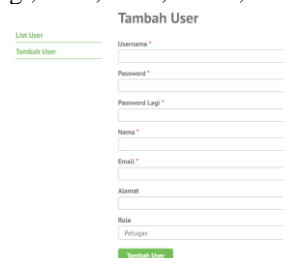 Tambah User
List User
Tambah User
Username *
Password *
Password Lagi *
Nama *
Email *
Alamat
Role
Petugas
Tambah User